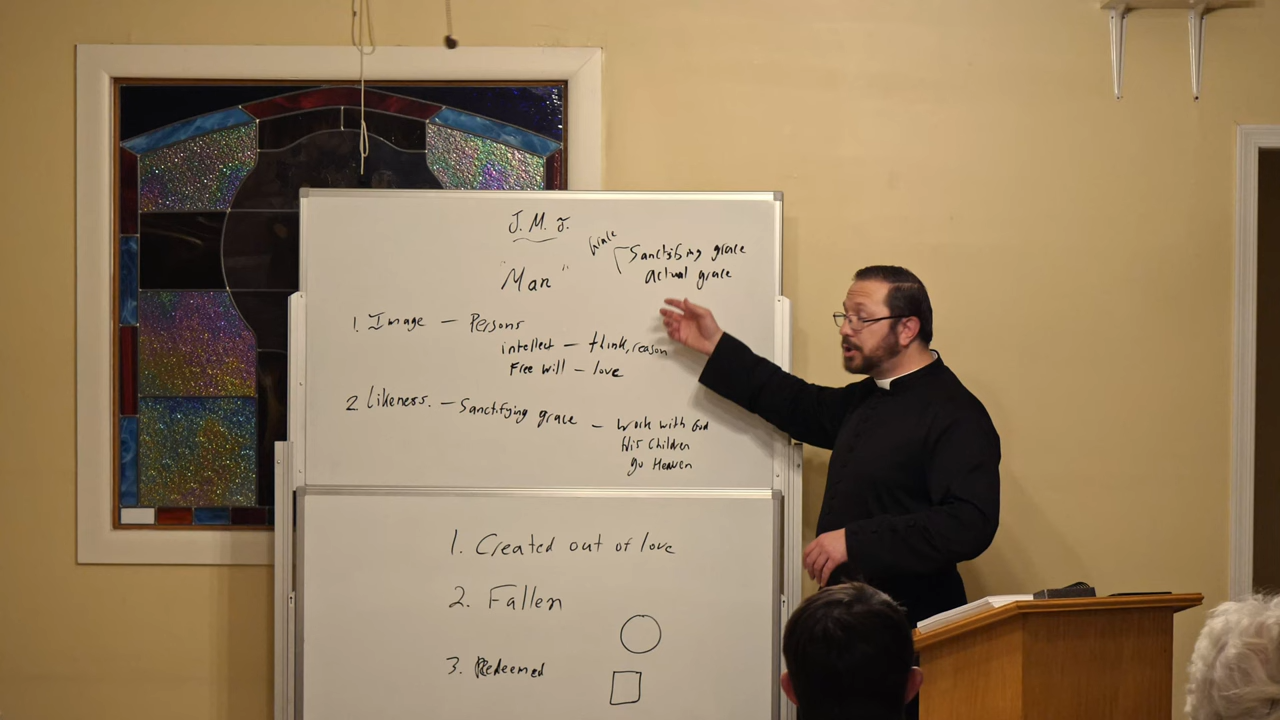 J. M. J.
Grace
Sanctifying grace
Actual grace
"Man"
1. Image - Persons
intellect - think, reason
Free will - love
2. Likeness. - Sanctifying grace - Work with God
His Children
go Heaven
1. Created out of love
2. Fallen
3. Redeemed